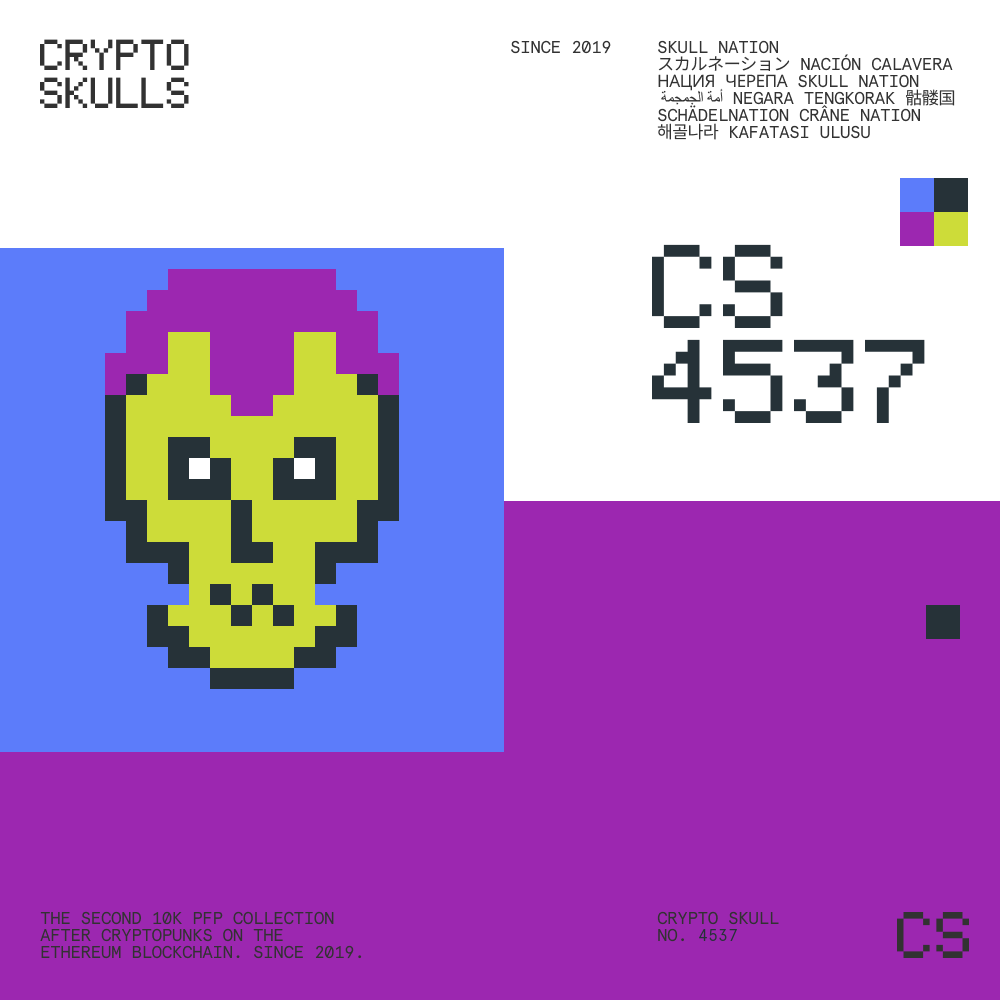 CRYPTO
SKULLS
SINCE 2019
SKULL NATION
スカルネーション NACIÓN CALAVERA
НАЦИЯ ЧЕРЕПА SKULL NATION
أمة الجمجمة NEGARA TENGKORAK 骷髅国
SCHÄDELNATION CRÂNE NATION
해골나라 KAFATASI ULUSU
CS
4537
THE SECOND 10K PFP COLLECTION
AFTER CRYPTOPUNKS ON THE
ETHEREUM BLOCKCHAIN. SINCE 2019.
CRYPTO SKULL
NO. 4537
CS